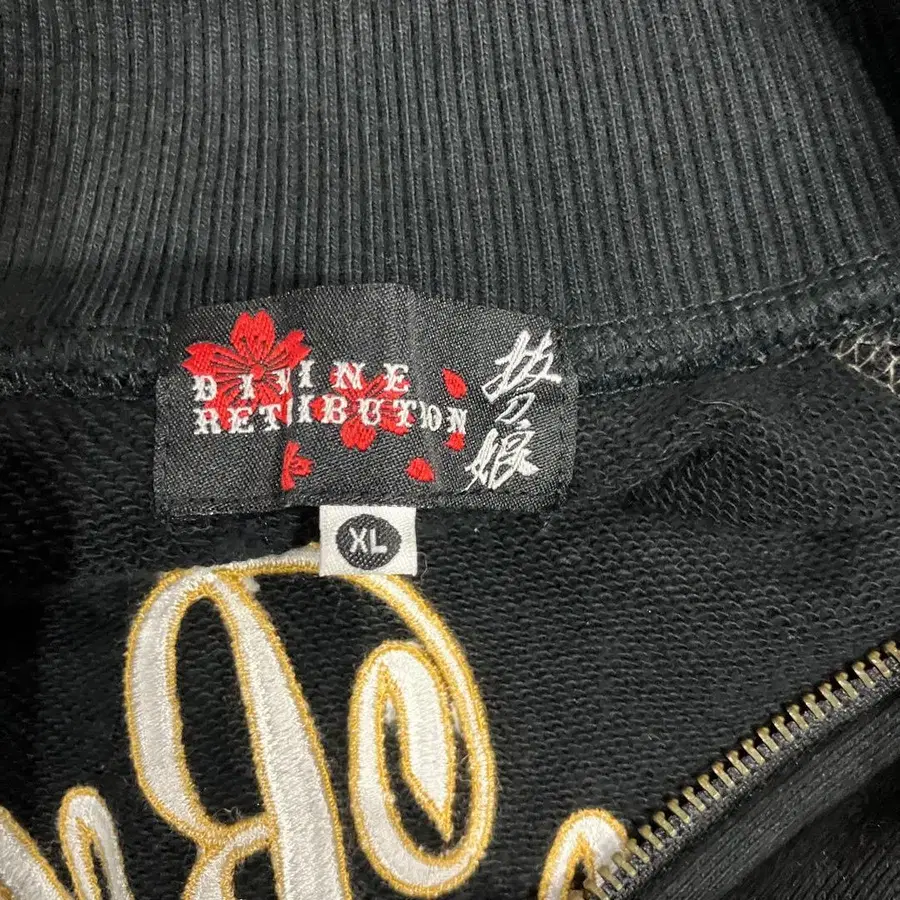 DIVINE
RETRIBUTION
抜刀娘
XL